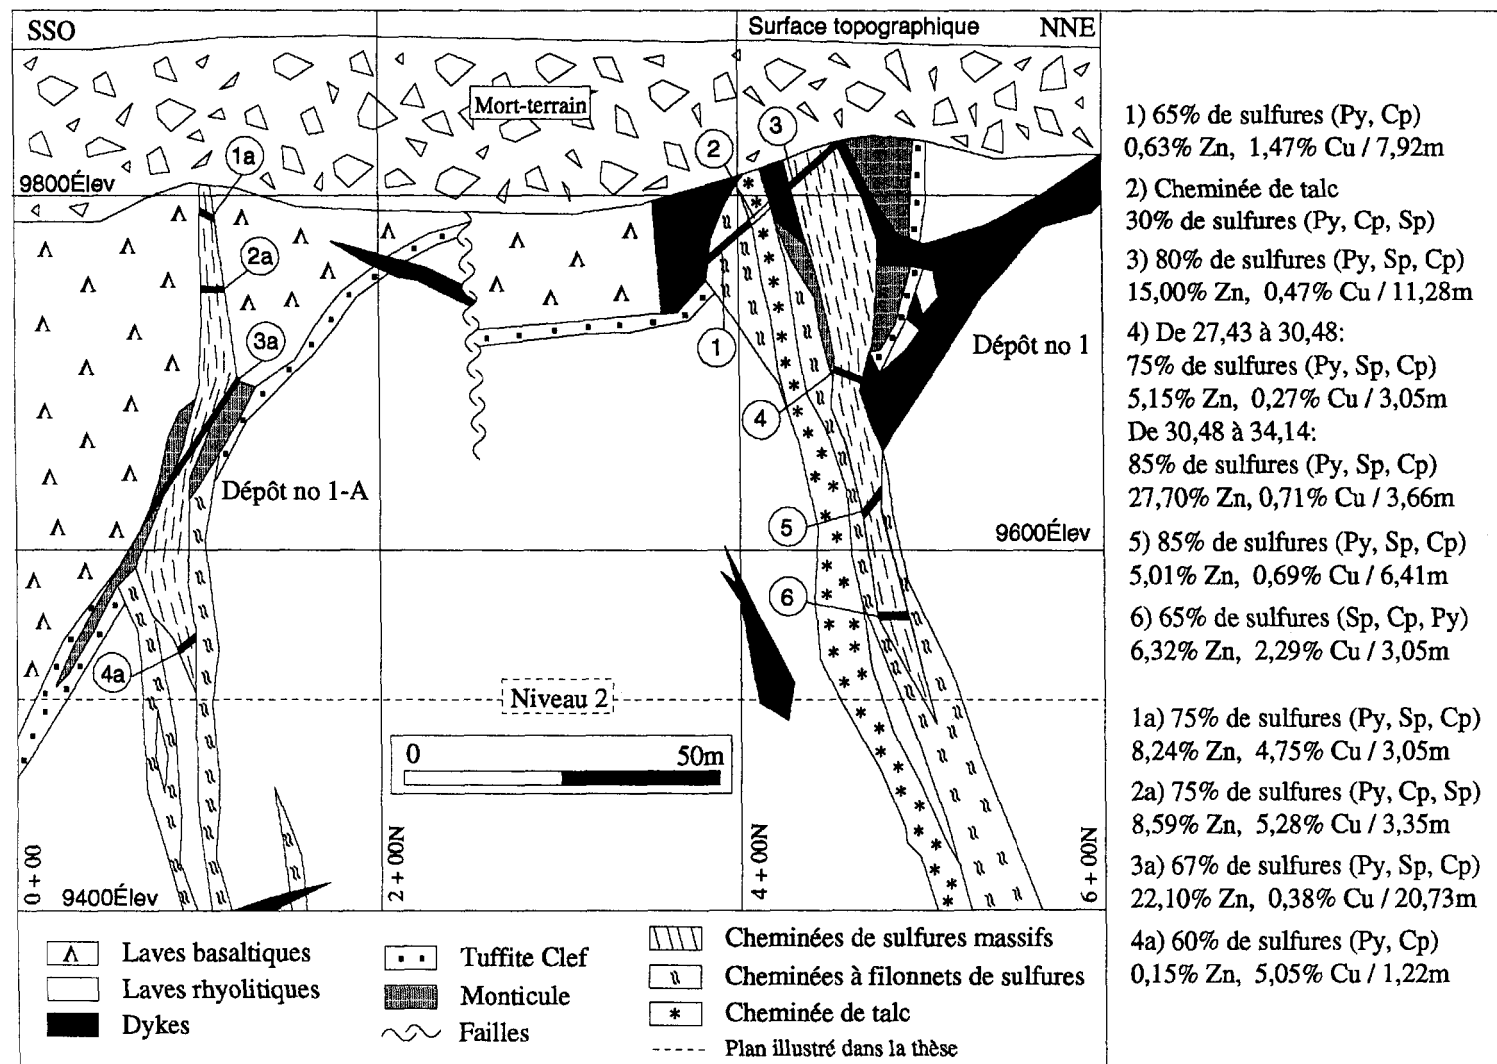 SSO
Surface topographique
NNE
Mort-terrain
3
2
1a
9800Élev
2a
3a
1
Dépôt no 1
4
Dépôt no 1-A
5
9600Élev
6
4a
Niveau 2
0 50m
0 + 00
2 + 00N
4 + 00N
6 + 00N
9400Élev
Laves basaltiques
Laves rhyolitiques
Dykes
Tuffite Clef
Monticule
Failles
Cheminées de sulfures massifs
Cheminées à filonnets de sulfures
Cheminée de talc
Plan illustré dans la thèse
1) 65% de sulfures (Py, Cp)
0,63% Zn, 1,47% Cu / 7,92m
2) Cheminée de talc
30% de sulfures (Py, Cp, Sp)
3) 80% de sulfures (Py, Sp, Cp)
15,00% Zn, 0,47% Cu / 11,28m
4) De 27,43 à 30,48:
75% de sulfures (Py, Sp, Cp)
5,15% Zn, 0,27% Cu / 3,05m
De 30,48 à 34,14:
85% de sulfures (Py, Sp, Cp)
27,70% Zn, 0,71% Cu / 3,66m
5) 85% de sulfures (Py, Sp, Cp)
5,01% Zn, 0,69% Cu / 6,41m
6) 65% de sulfures (Sp, Cp, Py)
6,32% Zn, 2,29% Cu / 3,05m
1a) 75% de sulfures (Py, Sp, Cp)
8,24% Zn, 4,75% Cu / 3,05m
2a) 75% de sulfures (Py, Cp, Sp)
8,59% Zn, 5,28% Cu / 3,35m
3a) 67% de sulfures (Py, Sp, Cp)
22,10% Zn, 0,38% Cu / 20,73m
4a) 60% de sulfures (Py, Cp)
0,15% Zn, 5,05% Cu / 1,22m